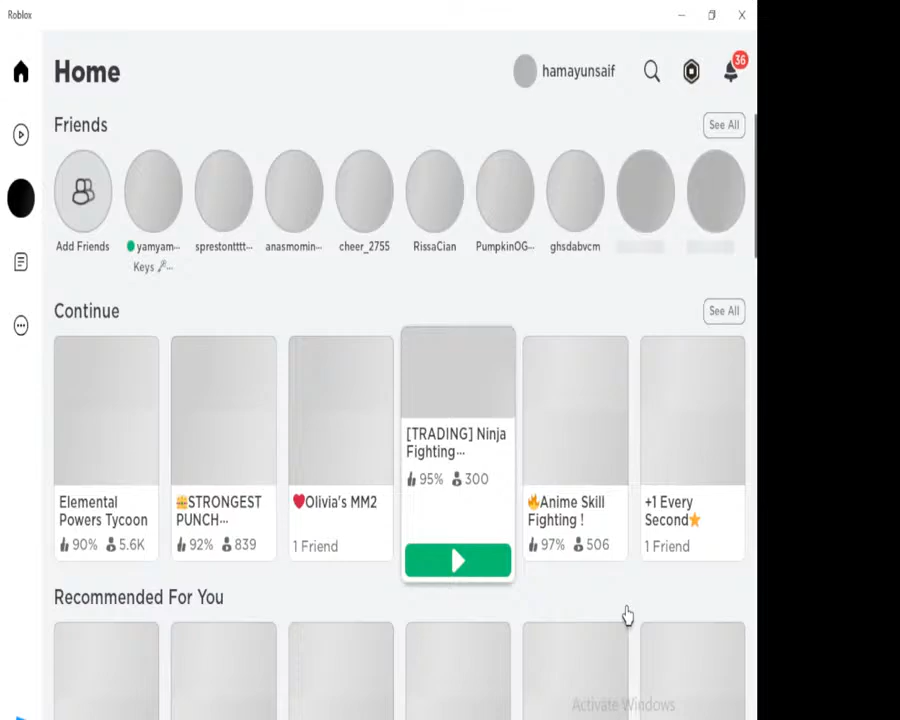 Roblox
Home
hamayunsaif
36
Friends
See All
Add Friends
yamyam...
Keys 🗝...
sprestontttt...
anasmomin...
cheer_2755
RissaCian
PumpkinOG...
ghsdabvcm
Continue
See All
Elemental
Powers Tycoon
90% 5.6K
🍔STRONGEST
PUNCH...
92% 839
❤️Olivia's MM2
1 Friend
[TRADING] Ninja
Fighting...
95% 300
🔥Anime Skill
Fighting !
97% 506
+1 Every
Second⭐
1 Friend
Recommended For You
Activate Windows